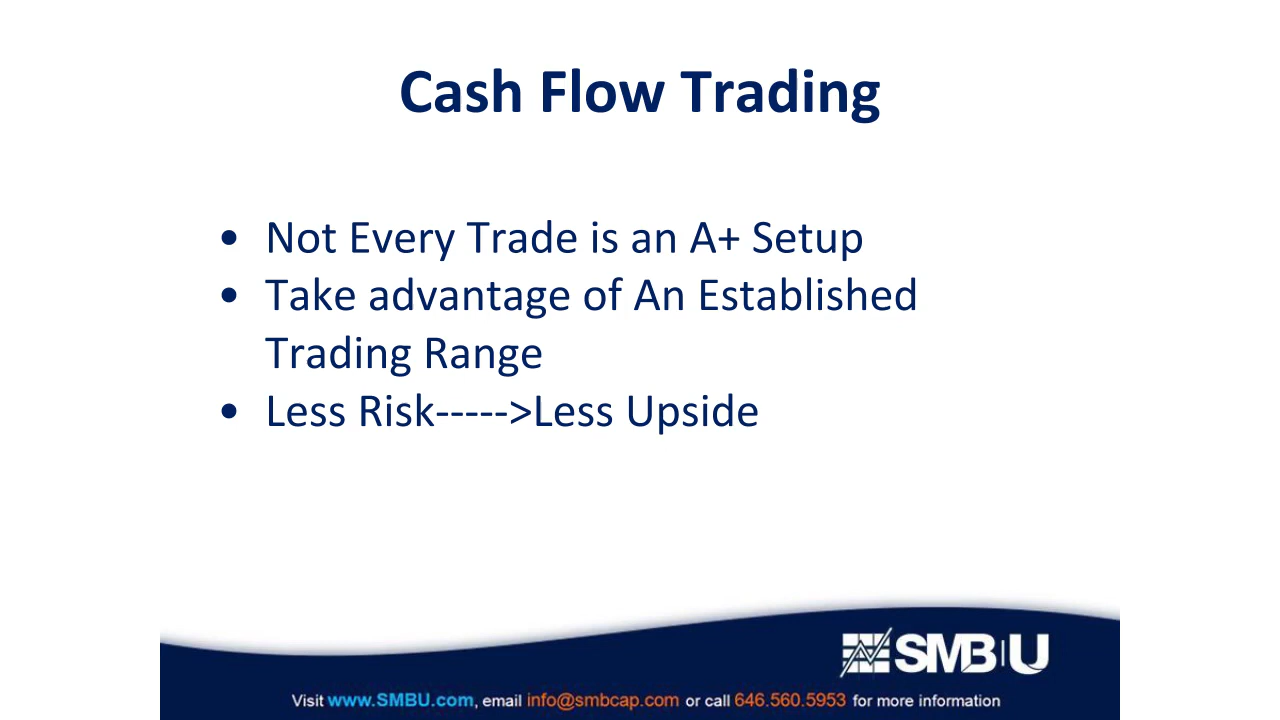 Cash Flow Trading
• Not Every Trade is an A+ Setup
• Take advantage of An Established
Trading Range
• Less Risk----->Less Upside
SMB|U
Visit www.SMBU.com, email info@smbcap.com or call 646.560.5953 for more information